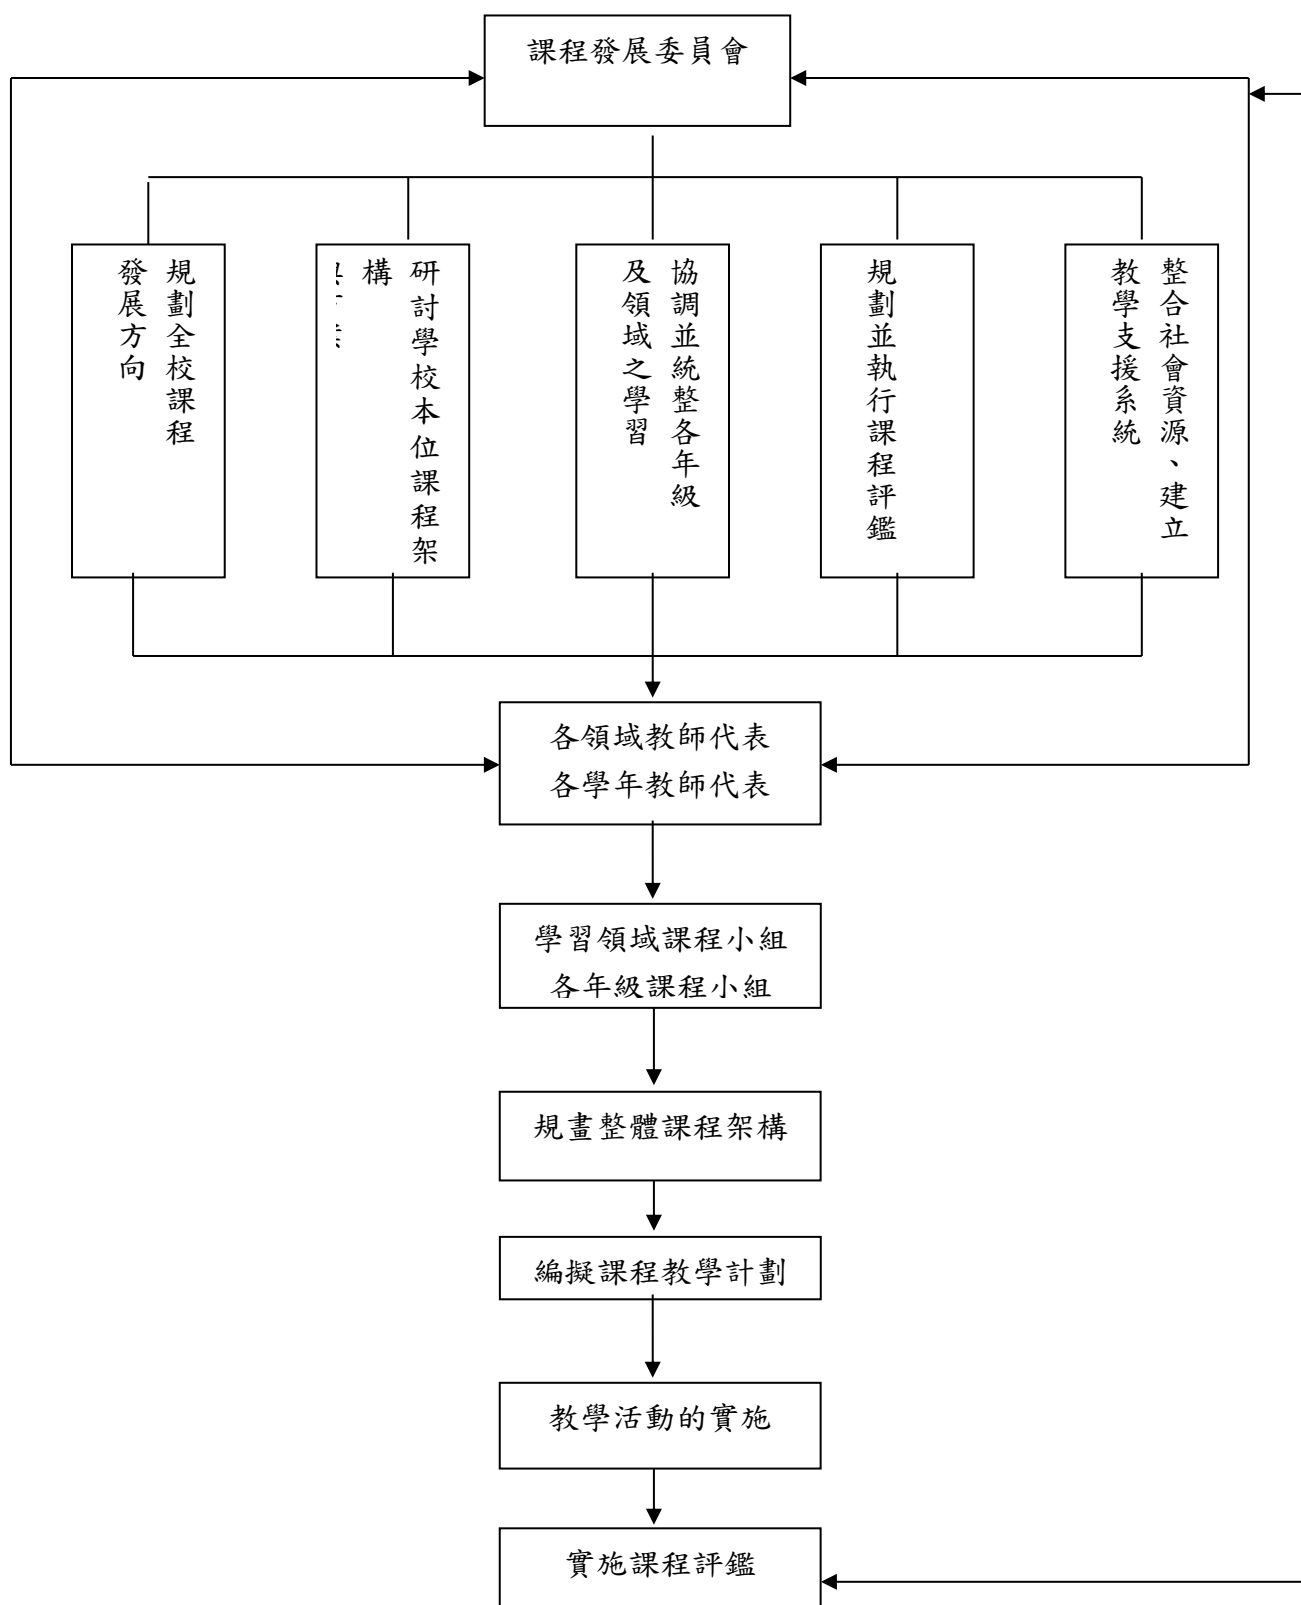 課程發展委員會
規劃全校課程
發展方向
研討學校本位課程架
構
協調並統整各年級
及領域之學習
規劃並執行課程評鑑
整合社會資源、建立
教學支援系統
各領域教師代表
各學年教師代表
學習領域課程小組
各年級課程小組
規畫整體課程架構
編擬課程教學計劃
教學活動的實施
實施課程評鑑